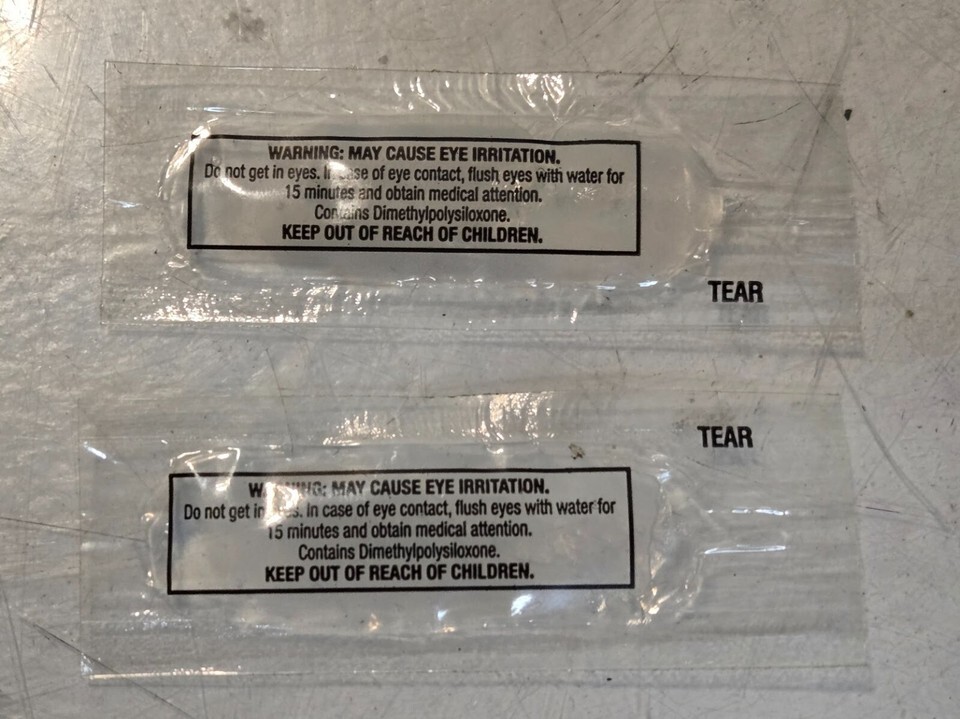 WARNING: MAY CAUSE EYE IRRITATION.
Do not get in eyes. In case of eye contact, flush eyes with water for
15 minutes and obtain medical attention.
Contains Dimethylpolysiloxone.
KEEP OUT OF REACH OF CHILDREN.
TEAR
TEAR
WARNING: MAY CAUSE EYE IRRITATION.
Do not get in eyes. In case of eye contact, flush eyes with water for
15 minutes and obtain medical attention.
Contains Dimethylpolysiloxone.
KEEP OUT OF REACH OF CHILDREN.